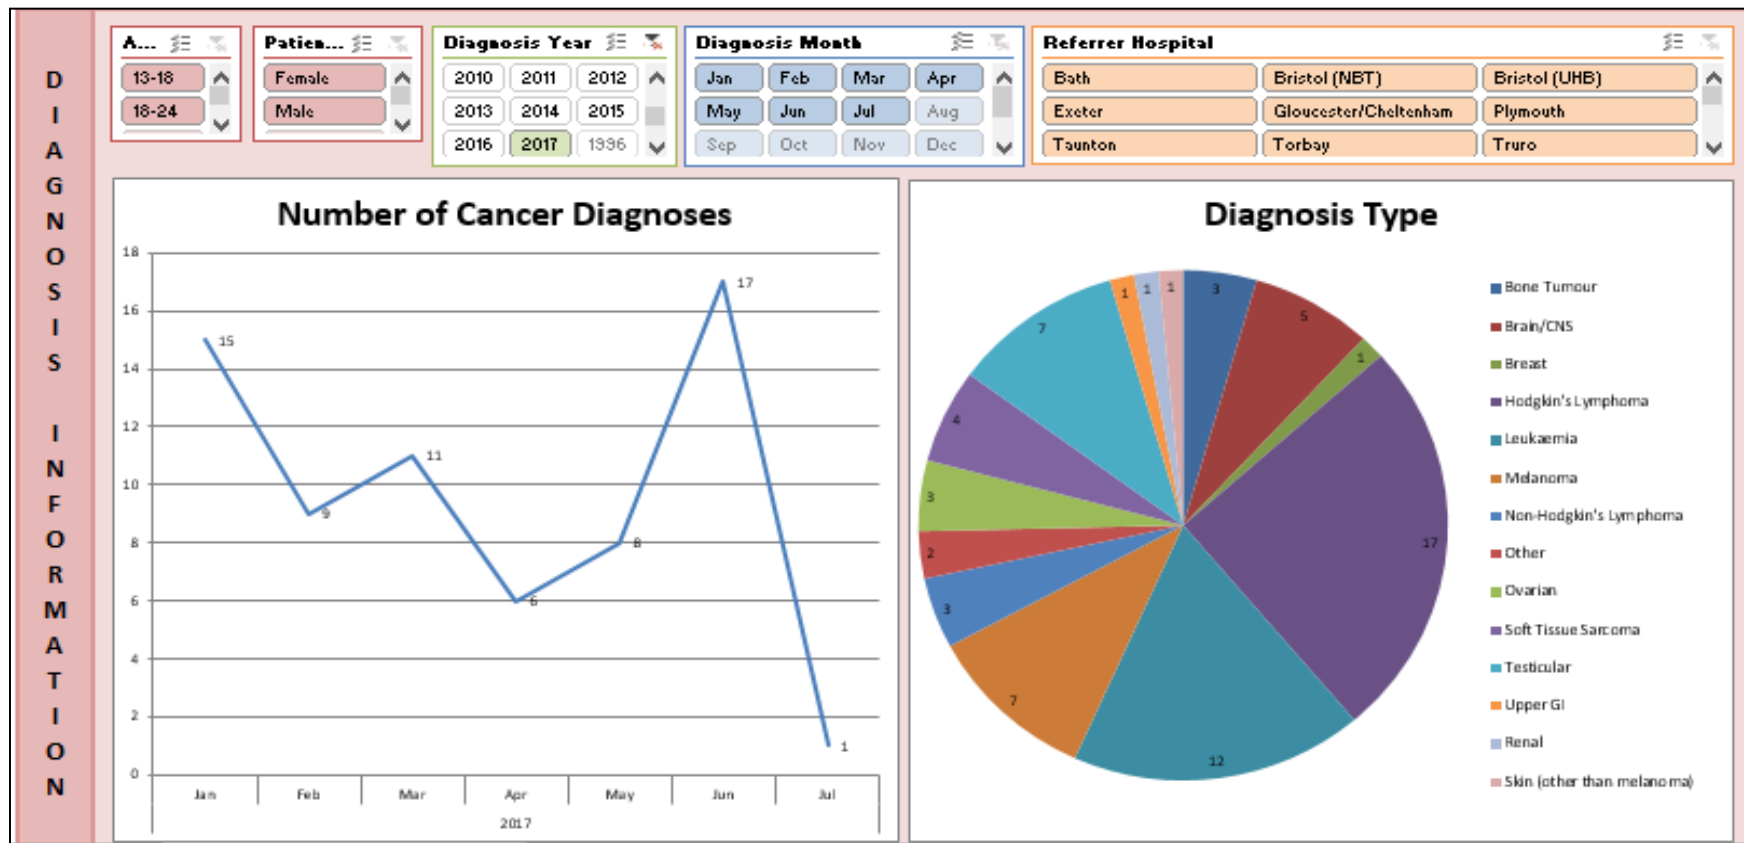 DIAGNOSIS INFORMATION
A...
13-18
18-24
Patien...
Female
Male
Diagnosis Year
2010 2011 2012
2013 2014 2015
2016 2017 1996
Diagnosis Month
Jan Feb Mar Apr
May Jun Jul Aug
Sep Oct Nov Dec
Referrer Hospital
Bath Bristol (NBT) Bristol (UHB)
Exeter Gloucester/Cheltenham Plymouth
Taunton Torbay Truro
Number of Cancer Diagnoses
18
16
14
12
10
8
6
4
2
0
15
9
11
6
8
17
1
Jan Feb Mar Apr May Jun Jul
2017
Diagnosis Type
3
5
1
17
12
7
3
2
3
4
7
1
1
1
Bone Tumour
Brain/CNS
Breast
Hodgkin's Lymphoma
Leukaemia
Melanoma
Non-Hodgkin's Lymphoma
Other
Ovarian
Soft Tissue Sarcoma
Testicular
Upper GI
Renal
Skin (other than melanoma)